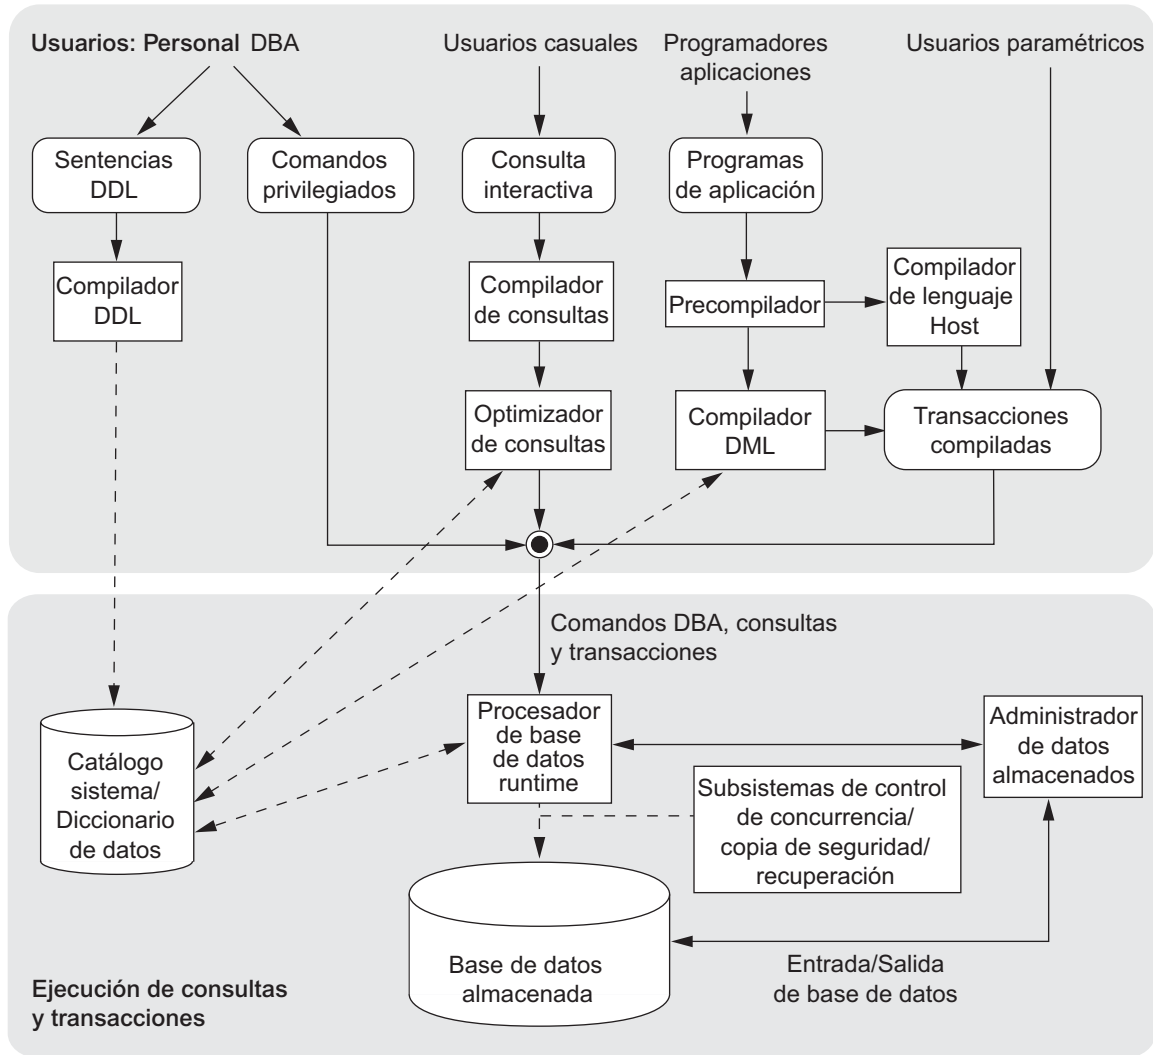 Usuarios: Personal DBA
Usuarios casuales
Programadores
aplicaciones
Usuarios paramétricos
Sentencias
DDL
Comandos
privilegiados
Consulta
interactiva
Programas
de aplicación
Compilador
DDL
Compilador
de consultas
Precompilador
Compilador
de lenguaje
Host
Optimizador
de consultas
Compilador
DML
Transacciones
compiladas
Comandos DBA, consultas
y transacciones
Catálogo
sistema/
Diccionario
de datos
Procesador
de base
de datos
runtime
Administrador
de datos
almacenados
Subsistemas de control
de concurrencia/
copia de seguridad/
recuperación
Base de datos
almacenada
Entrada/Salida
de base de datos
Ejecución de consultas
y transacciones